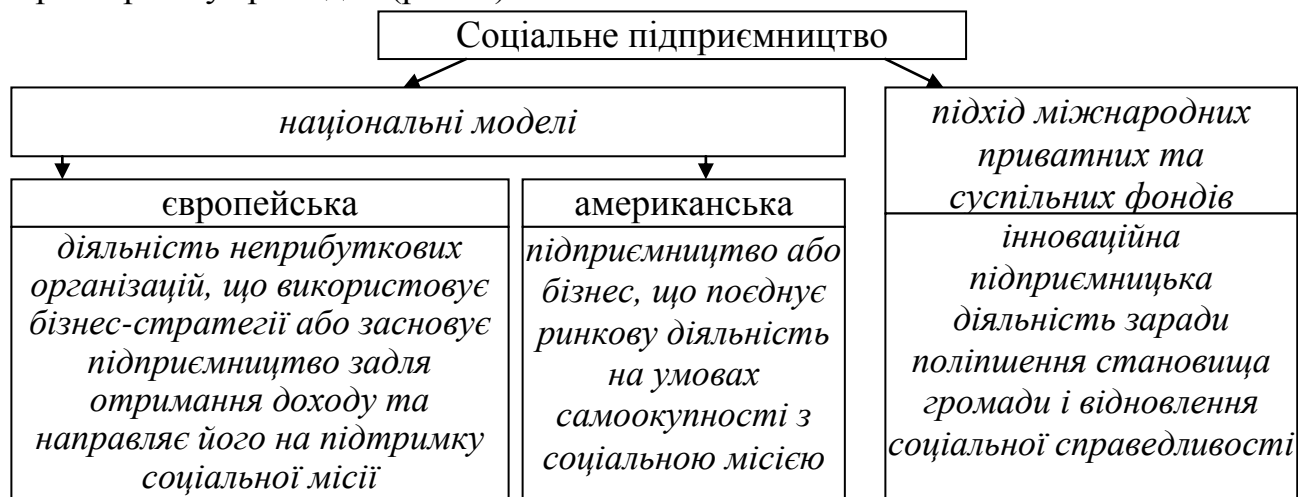 Соціальне підприємництво
національні моделі
європейська
діяльність неприбуткових
організацій, що використовує
бізнес-стратегії або засновує
підприємництво задля
отримання доходу та
направляє його на підтримку
соціальної місії
американська
підприємництво або
бізнес, що поєднує
ринкову діяльність
на умовах
самоокупності з
соціальною місією
підхід міжнародних
приватних та
суспільних фондів
інноваційна
підприємницька
діяльність заради
поліпшення становища
громади і відновлення
соціальної справедливості